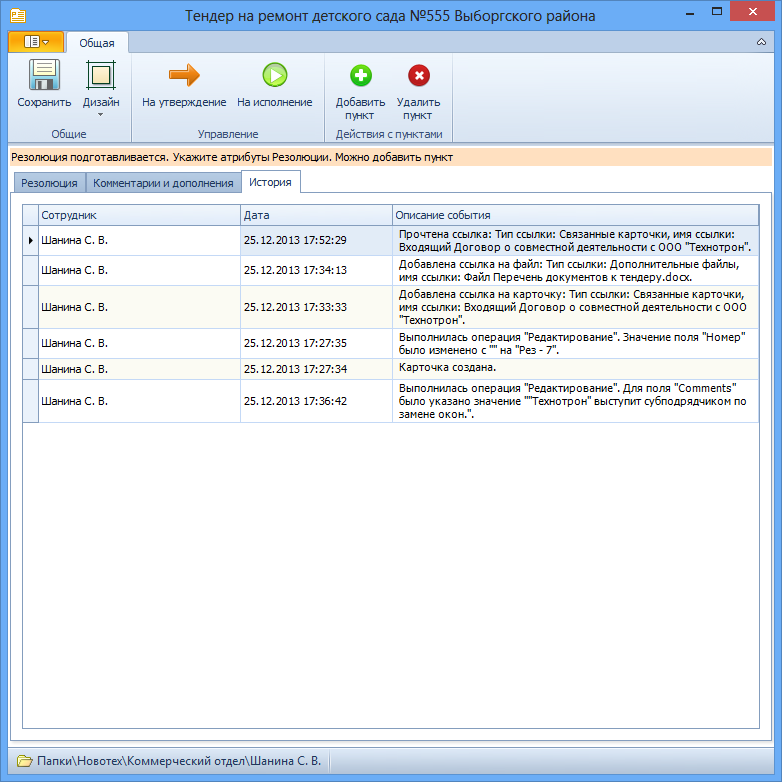 Тендер на ремонт детского сада №555 Выборгского района
Общая
Сохранить
Дизайн
На утверждение
На исполнение
Добавить
пункт
Удалить
пункт
Общие
Управление
Действия с пунктами
Резолюция подготавливается. Укажите атрибуты Резолюции. Можно добавить пункт
Резолюция
Комментарии и дополнения
История
Сотрудник
Дата
Описание события
Шанина С. В.
25.12.2013 17:52:29
Прочтена ссылка: Тип ссылки: Связанные карточки, имя ссылки:
Входящий Договор о совместной деятельности с ООО "Технотрон".
Шанина С. В.
25.12.2013 17:34:13
Добавлена ссылка на файл: Тип ссылки: Дополнительные файлы,
имя ссылки: Файл Перечень документов к тендеру.docx.
Шанина С. В.
25.12.2013 17:33:33
Добавлена ссылка на карточку: Тип ссылки: Связанные карточки,
имя ссылки: Входящий Договор о совместной деятельности с ООО
"Технотрон".
Шанина С. В.
25.12.2013 17:27:35
Выполнилась операция "Редактирование". Значение поля "Номер"
было изменено с "" на "Рез - 7".
Шанина С. В.
25.12.2013 17:27:34
Карточка создана.
Шанина С. В.
25.12.2013 17:36:42
Выполнилась операция "Редактирование". Для поля "Comments"
было указано значение ""Технотрон" выступит субподрядчиком по
замене окон.".
Папки\Новотех\Коммерческий отдел\Шанина С. В.